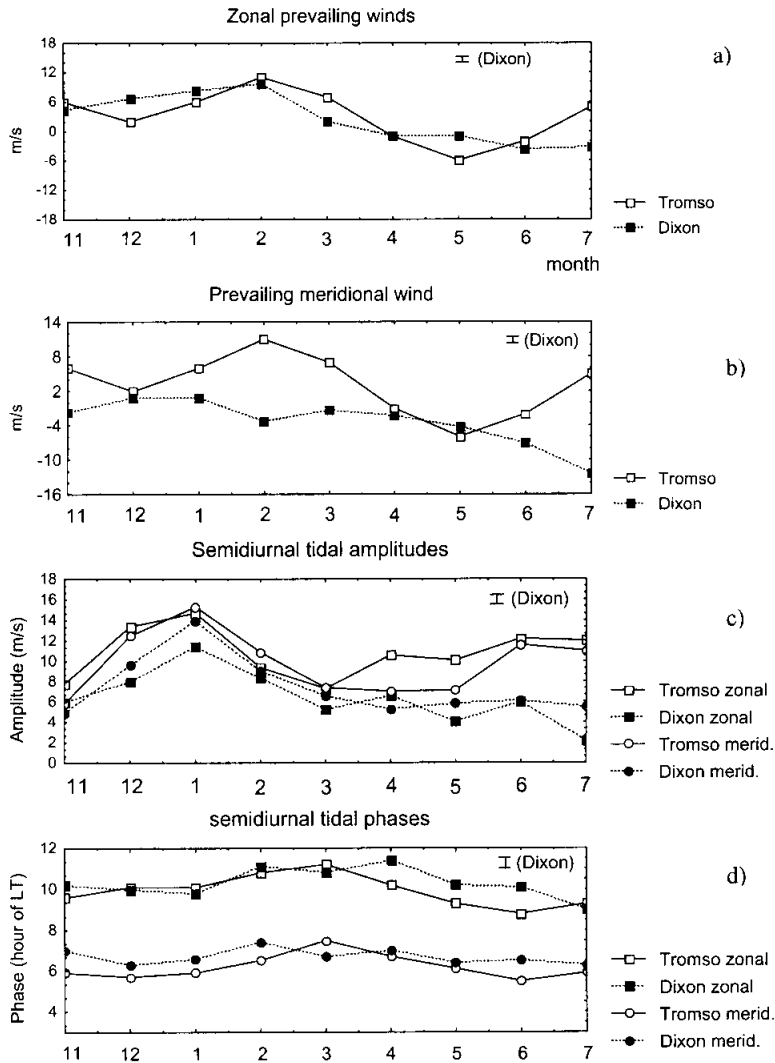 Zonal prevailing winds
18
12
6
0
-6
-12
-18
m/s
(Dixon)
a)
11 12 1 2 3 4 5 6 7
month
Tromso
Dixon
Prevailing meridional wind
14
8
2
-4
-10
-16
m/s
(Dixon)
b)
11 12 1 2 3 4 5 6 7
Tromso
Dixon
Semidiurnal tidal amplitudes
18
16
14
12
10
8
6
4
2
0
Amplitude (m/s)
(Dixon)
c)
11 12 1 2 3 4 5 6 7
Tromso zonal
Dixon zonal
Tromso merid.
Dixon merid.
semidiurnal tidal phases
12
10
8
6
4
Phase (hour of LT)
(Dixon)
d)
11 12 1 2 3 4 5 6 7
Tromso zonal
Dixon zonal
Tromso merid.
Dixon merid.